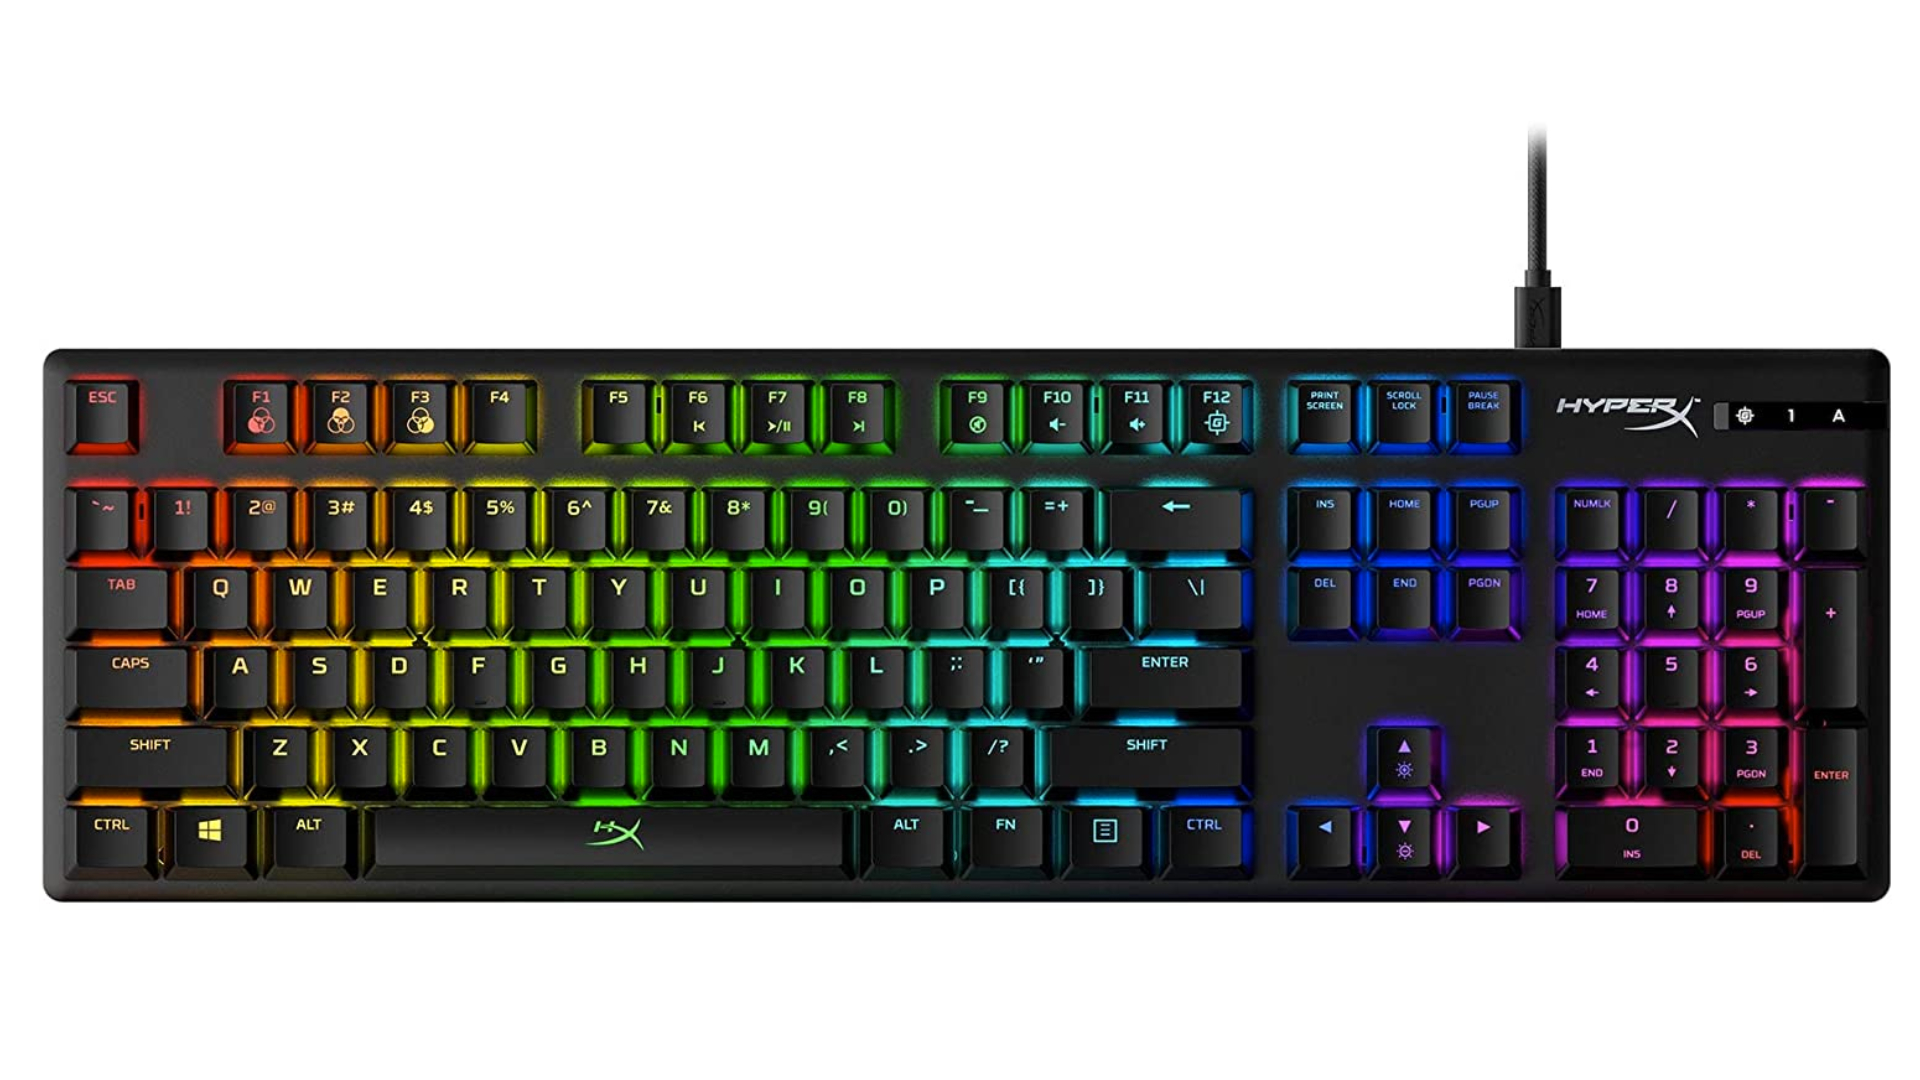 ESC F1 F2 F3 F4 F5 F6 F7 F8 F9 F10 F11 F12 PRINT SCREEN SCROLL LOCK PAUSE BREAK HYPERX 1 A
`~ 1! 2@ 3# 4$ 5% 6^ 7& 8* 9( 0) -_ =+ ← INS HOME PGUP NUMLK / * -
TAB Q W E R T Y U I O P [{ ]} \| DEL END PGDN 7 HOME 8 ↑ 9 PGUP +
CAPS A S D F G H J K L ;: '" ENTER 4 ← 5 6 →
SHIFT Z X C V B N M ,< .> /? SHIFT ▲ 1 END 2 ↓ 3 PGDN ENTER
CTRL ALT HX ALT FN CTRL ◀ ▼ ▶ 0 INS . DEL